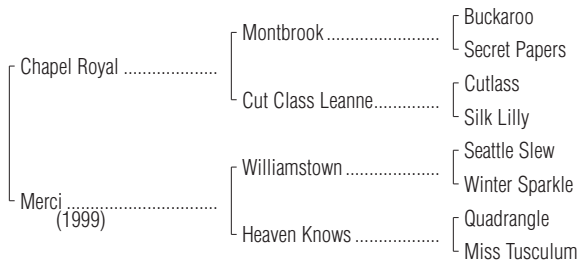 Buckaroo
Montbrook ........................
Secret Papers
Chapel Royal ....................
Cutlass
Cut Class Leanne..............
Silk Lilly
Seattle Slew
Williamstown ....................
Winter Sparkle
Merci ................................
(1999)
Quadrangle
Heaven Knows ..................
Miss Tusculum